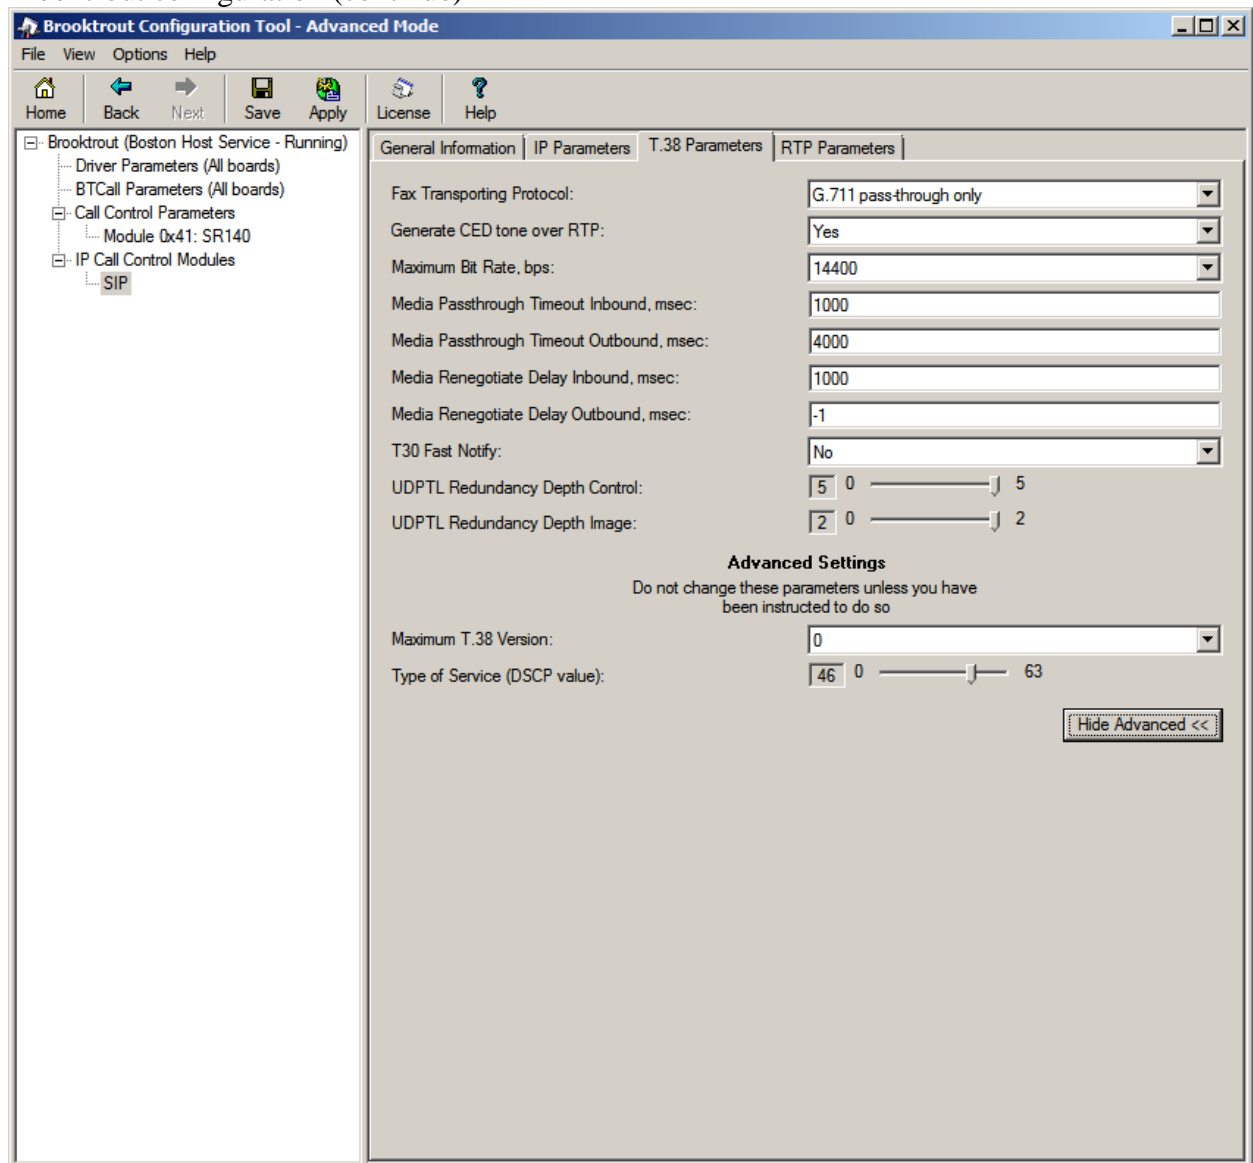 Brooktrout Configuration Tool - Advanced Mode
File View Options Help
Home Back Next Save Apply License Help
Brooktrout (Boston Host Service - Running)
Driver Parameters (All boards)
BTCall Parameters (All boards)
Call Control Parameters
Module 0x41: SR140
IP Call Control Modules
SIP
General Information IP Parameters T.38 Parameters RTP Parameters
Fax Transporting Protocol: G.711 pass-through only
Generate CED tone over RTP: Yes
Maximum Bit Rate, bps: 14400
Media Passthrough Timeout Inbound, msec: 1000
Media Passthrough Timeout Outbound, msec: 4000
Media Renegotiate Delay Inbound, msec: 1000
Media Renegotiate Delay Outbound, msec: -1
T30 Fast Notify: No
UDPTL Redundancy Depth Control: 5 0 5
UDPTL Redundancy Depth Image: 2 0 2
Advanced Settings
Do not change these parameters unless you have
been instructed to do so
Maximum T.38 Version: 0
Type of Service (DSCP value): 46 0 63
Hide Advanced <<